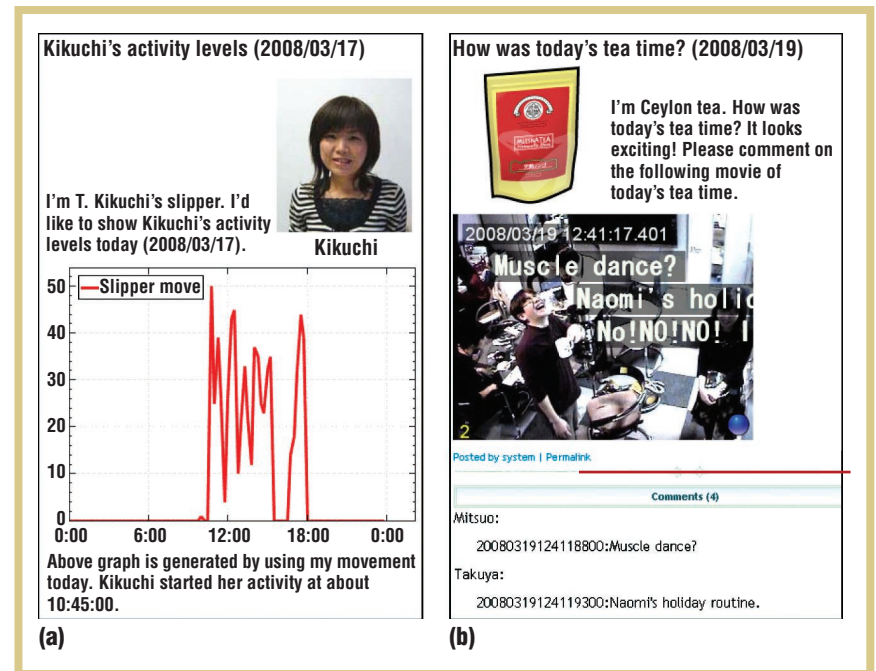 Kikuchi's activity levels (2008/03/17)
I'm T. Kikuchi's slipper. I'd
like to show Kikuchi's activity
levels today (2008/03/17).
Kikuchi
Slipper move
50
40
30
20
10
0
0:00 6:00 12:00 18:00 0:00
Above graph is generated by using my movement
today. Kikuchi started her activity at about
10:45:00.
(a)
How was today's tea time? (2008/03/19)
I'm Ceylon tea. How was
today's tea time? It looks
exciting! Please comment on
the following movie of
today's tea time.
2008/03/19 12:41:17.401
Muscle dance?
Naomi's holid
No!NO!NO! I
2
Posted by system | Permalink
Comments (4)
Mitsuo:
20080319124118800:Muscle dance?
Takuya:
20080319124119300:Naomi's holiday routine.
(b)